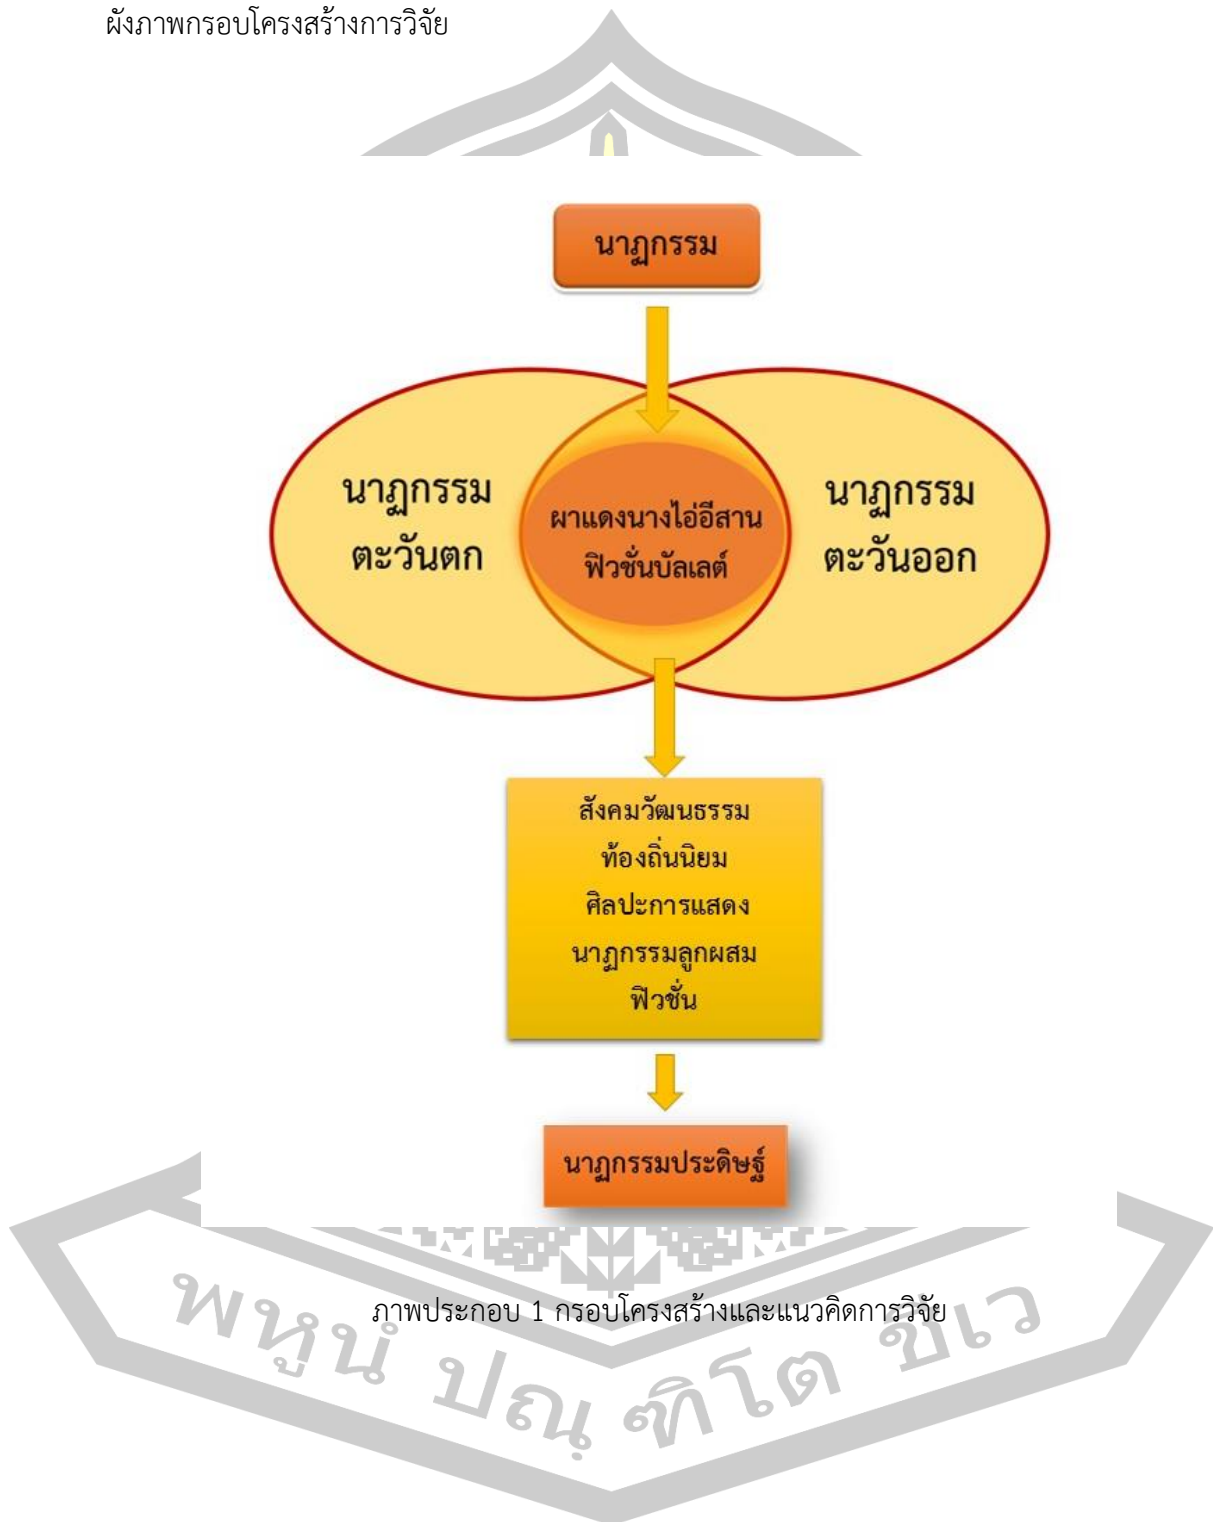 ผังภาพกรอบโครงสร้างการวิจัย
นาฏกรรม
นาฏกรรม
ตะวันตก
ผาแดงนางไอ่อีสาน
ฟิวชั่นบัลเลต์
นาฏกรรม
ตะวันออก
สังคมวัฒนธรรม
ท้องถิ่นนิยม
ศิลปะการแสดง
นาฏกรรมลูกผสม
ฟิวชั่น
นาฏกรรมประดิษฐ์
ภาพประกอบ 1 กรอบโครงสร้างและแนวคิดการวิจัย
พหูนํ ปณฺฑิโต ชีเว